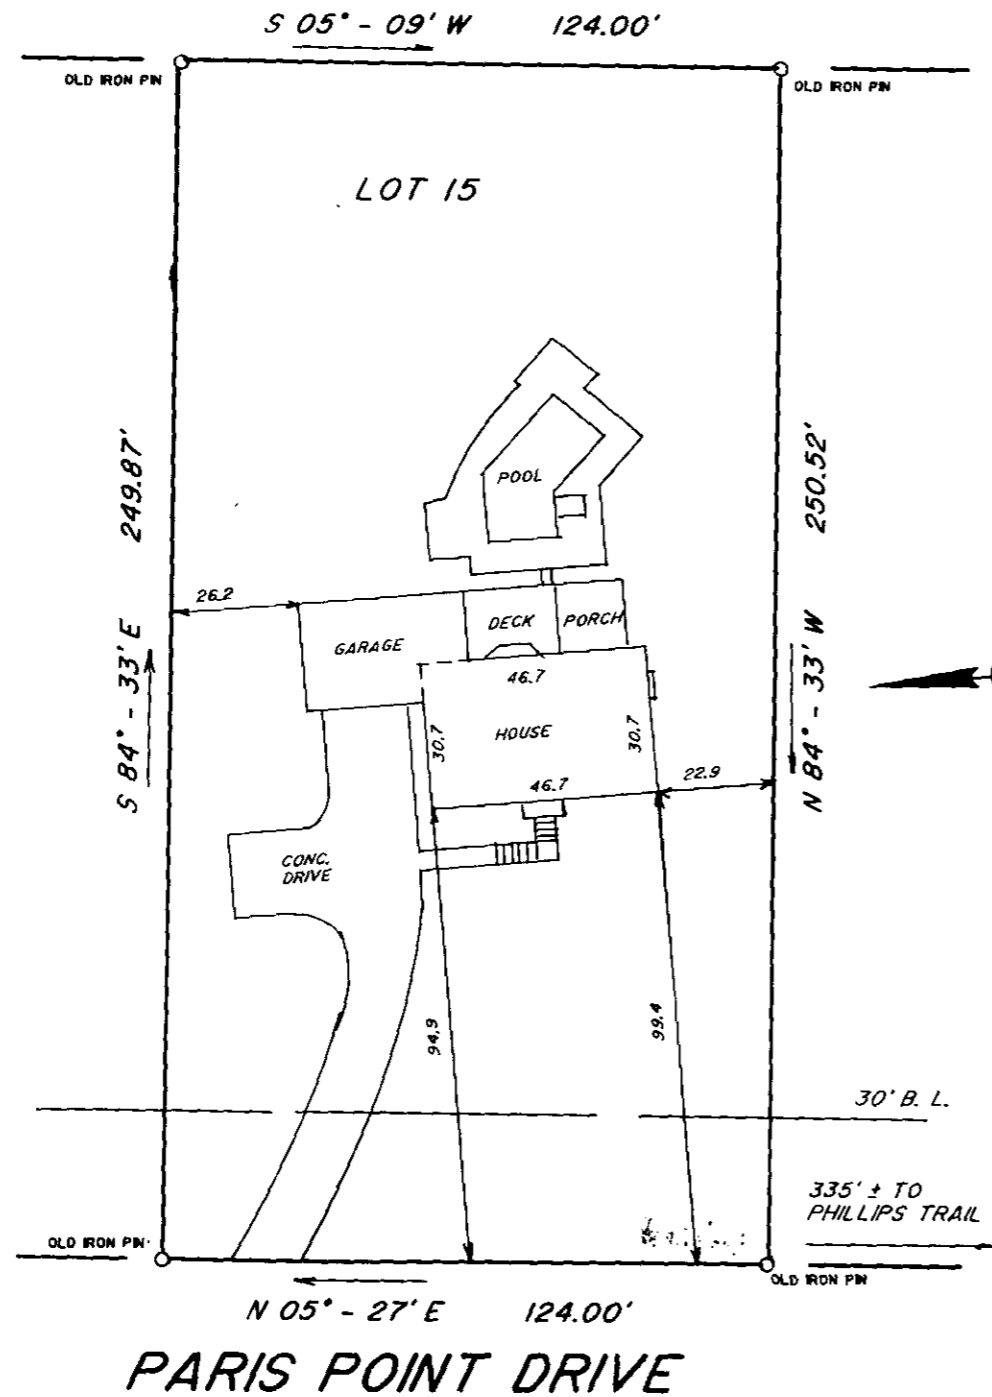 S 05° - 09' W 124.00'
OLD IRON PIN
OLD IRON PIN
LOT 15
S 84° - 33' E 249.87'
N 84° - 33' W 250.52'
POOL
26.2
GARAGE
DECK
PORCH
46.7
30.7
HOUSE
30.7
46.7
22.9
CONC.
DRIVE
94.9
99.4
30' B. L.
335' ± TO
PHILLIPS TRAIL
OLD IRON PIN
OLD IRON PIN
N 05° - 27' E 124.00'
PARIS POINT DRIVE